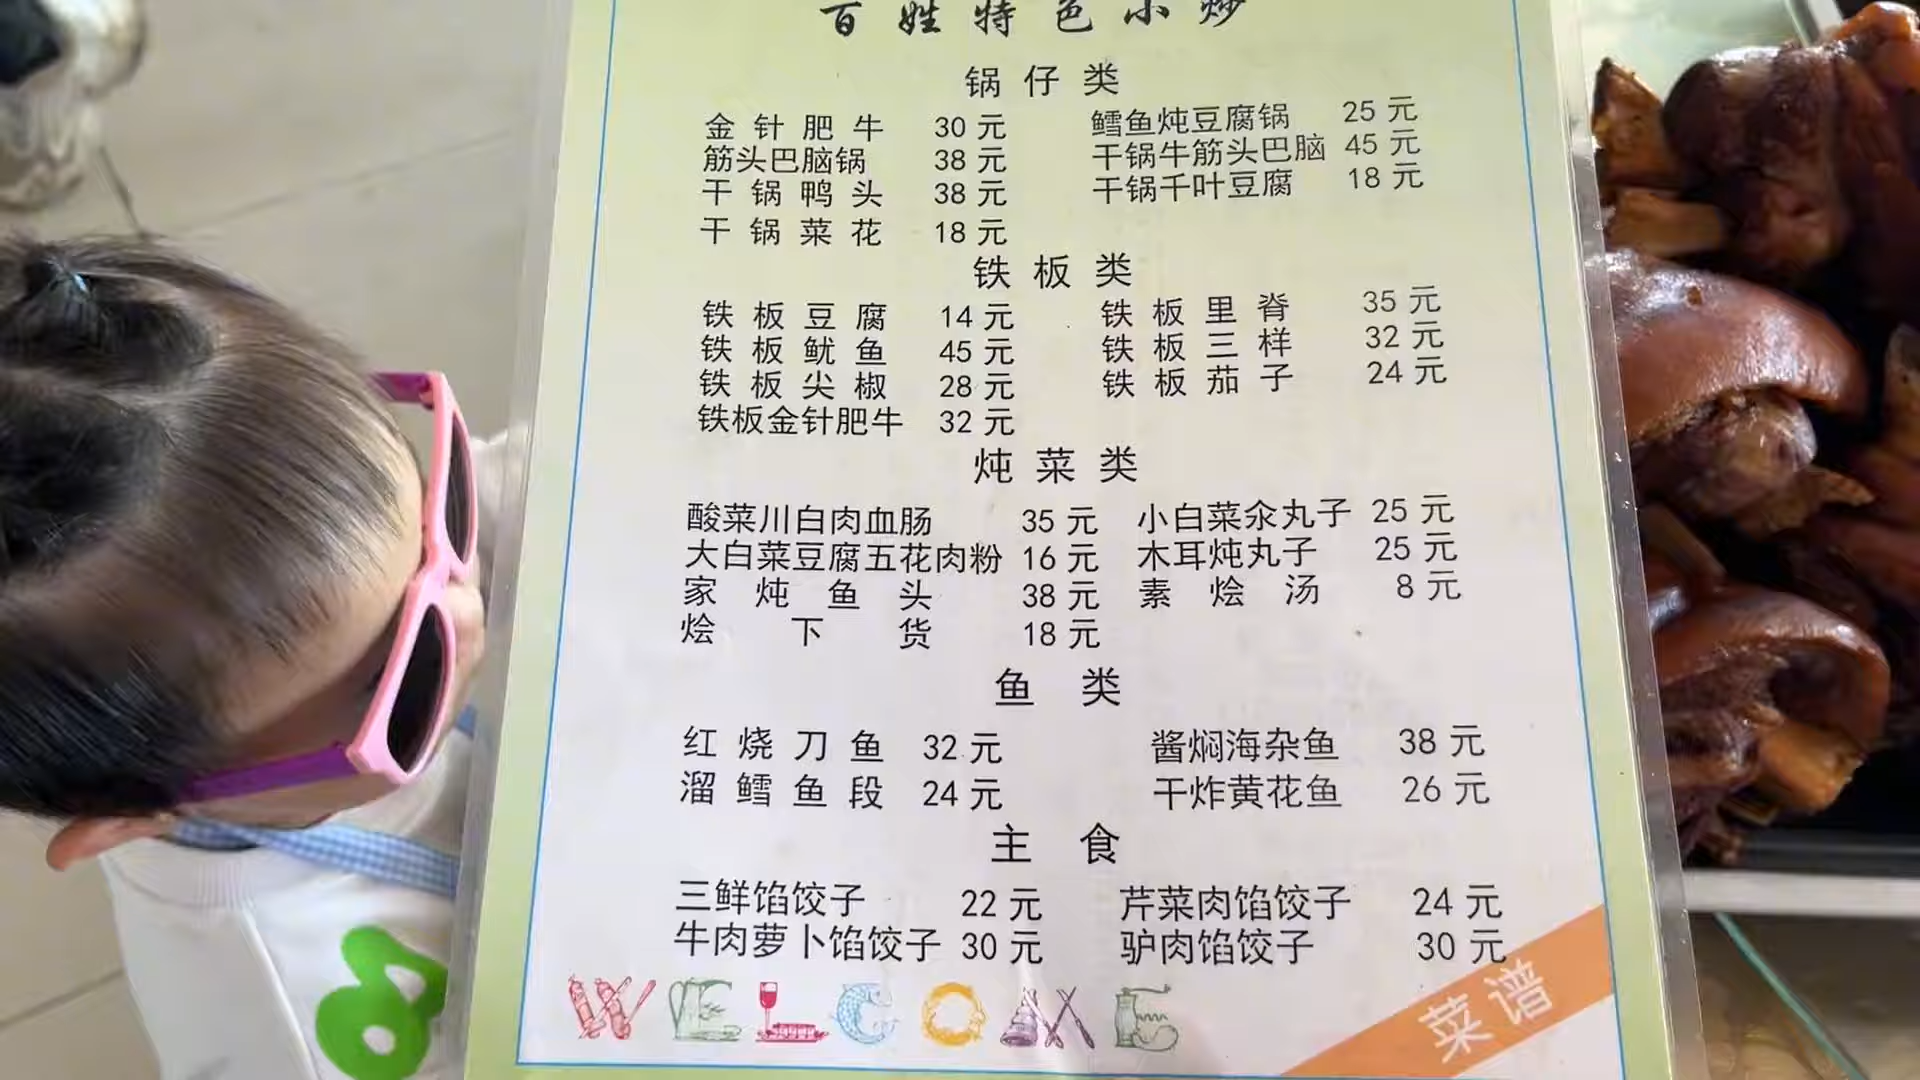 百姓特色小炒
锅仔类
金针肥牛 30元 鳕鱼炖豆腐锅 25元
筋头巴脑锅 38元 干锅牛筋头巴脑 45元
干锅鸭头 38元 干锅千叶豆腐 18元
干锅菜花 18元
铁板类
铁板豆腐 14元 铁板里脊 35元
铁板鱿鱼 45元 铁板三样 32元
铁板尖椒 28元 铁板茄子 24元
铁板金针肥牛 32元
炖菜类
酸菜川白肉血肠 35元 小白菜汆丸子 25元
大白菜豆腐五花肉粉 16元 木耳炖丸子 25元
家炖鱼头 38元 素烩汤 8元
烩下货 18元
鱼类
红烧刀鱼 32元 酱焖海杂鱼 38元
溜鳕鱼段 24元 干炸黄花鱼 26元
主食
三鲜馅饺子 22元 芹菜肉馅饺子 24元
牛肉萝卜馅饺子 30元 驴肉馅饺子 30元
WELCOME
菜谱